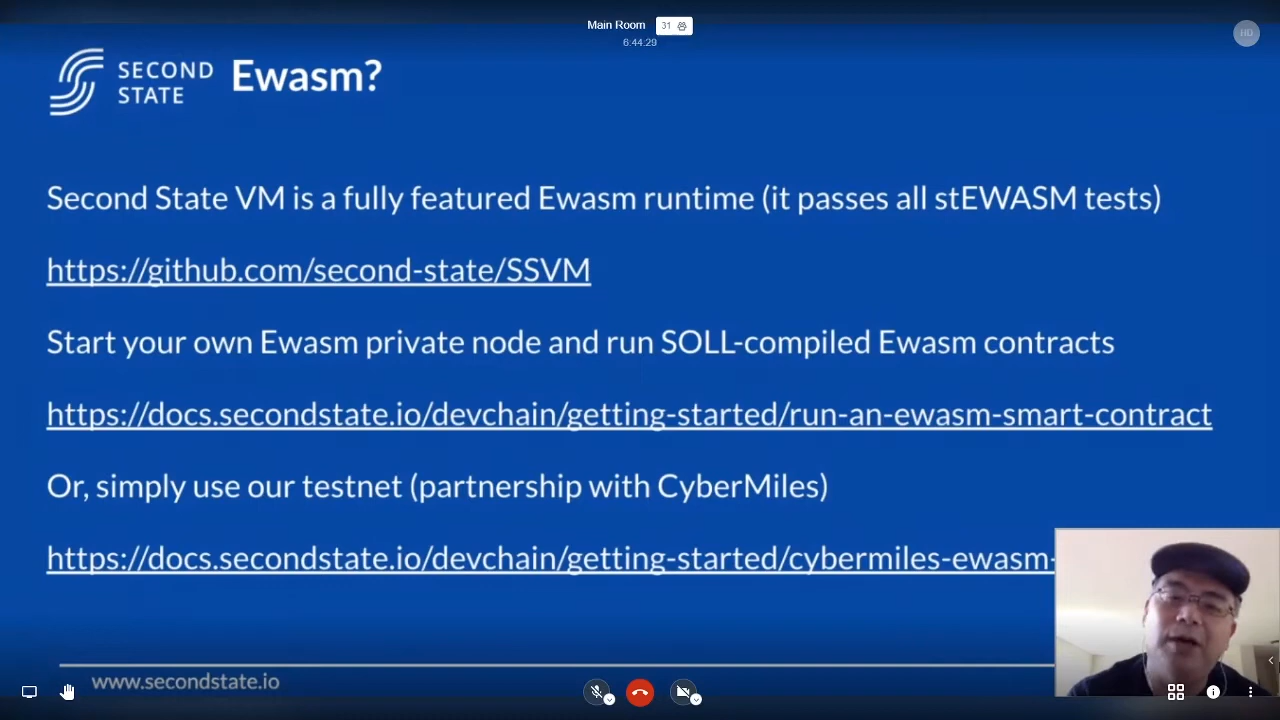 Main Room 31
6:44:29
HD
SECOND
STATE
Ewasm?
Second State VM is a fully featured Ewasm runtime (it passes all stEWASM tests)
https://github.com/second-state/SSVM
Start your own Ewasm private node and run SOLL-compiled Ewasm contracts
https://docs.secondstate.io/devchain/getting-started/run-an-ewasm-smart-contract
Or, simply use our testnet (partnership with CyberMiles)
https://docs.secondstate.io/devchain/getting-started/cybermiles-ewasm-
www.secondstate.io